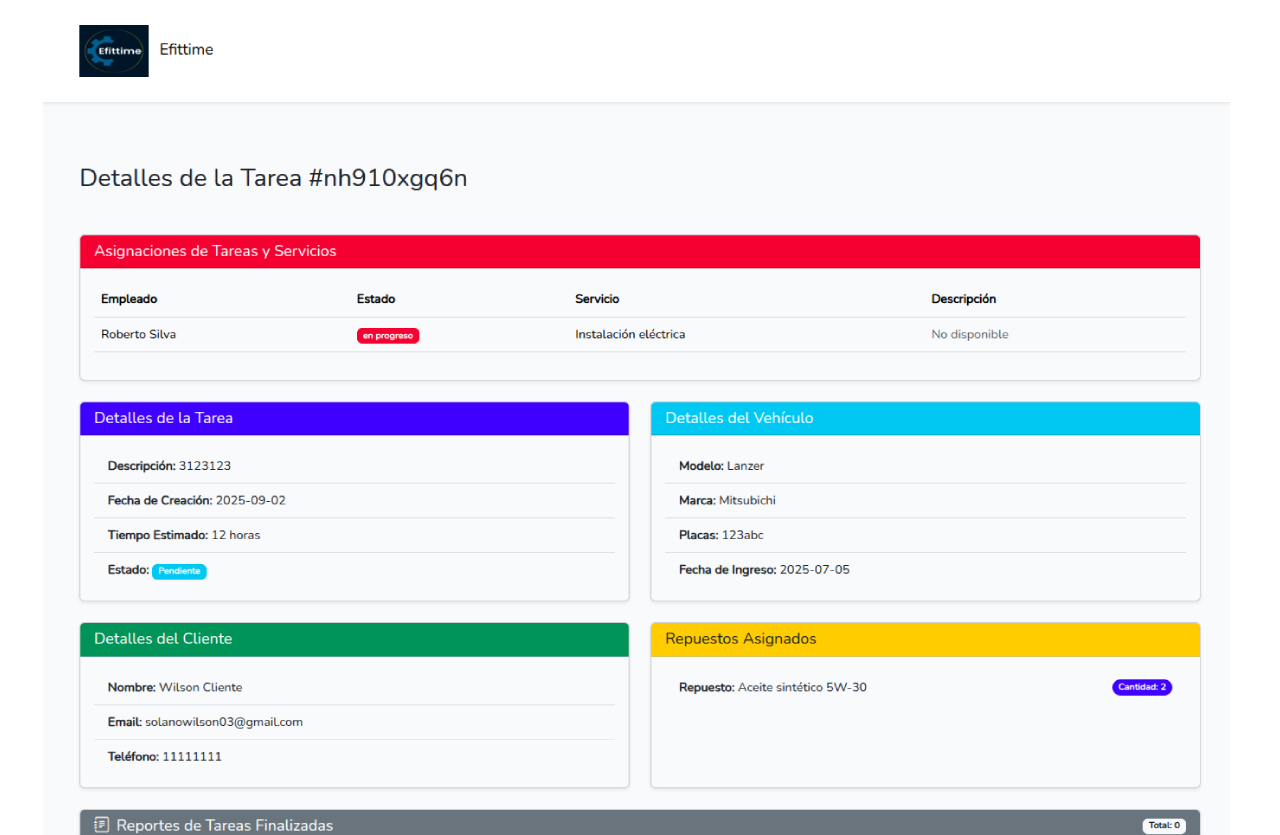 Efittime
Efittime
Detalles de la Tarea #nh910xgq6n
Asignaciones de Tareas y Servicios
Empleado Estado Servicio Descripción
Roberto Silva en progreso Instalación eléctrica No disponible
Detalles de la Tarea
Descripción: 3123123
Fecha de Creación: 2025-09-02
Tiempo Estimado: 12 horas
Estado: Pendiente
Detalles del Vehículo
Modelo: Lanzer
Marca: Mitsubichi
Placas: 123abc
Fecha de Ingreso: 2025-07-05
Detalles del Cliente
Nombre: Wilson Cliente
Email: solanowilson03@gmail.com
Teléfono: 11111111
Repuestos Asignados
Repuesto: Aceite sintético 5W-30 Cantidad: 2
Reportes de Tareas Finalizadas Total: 0